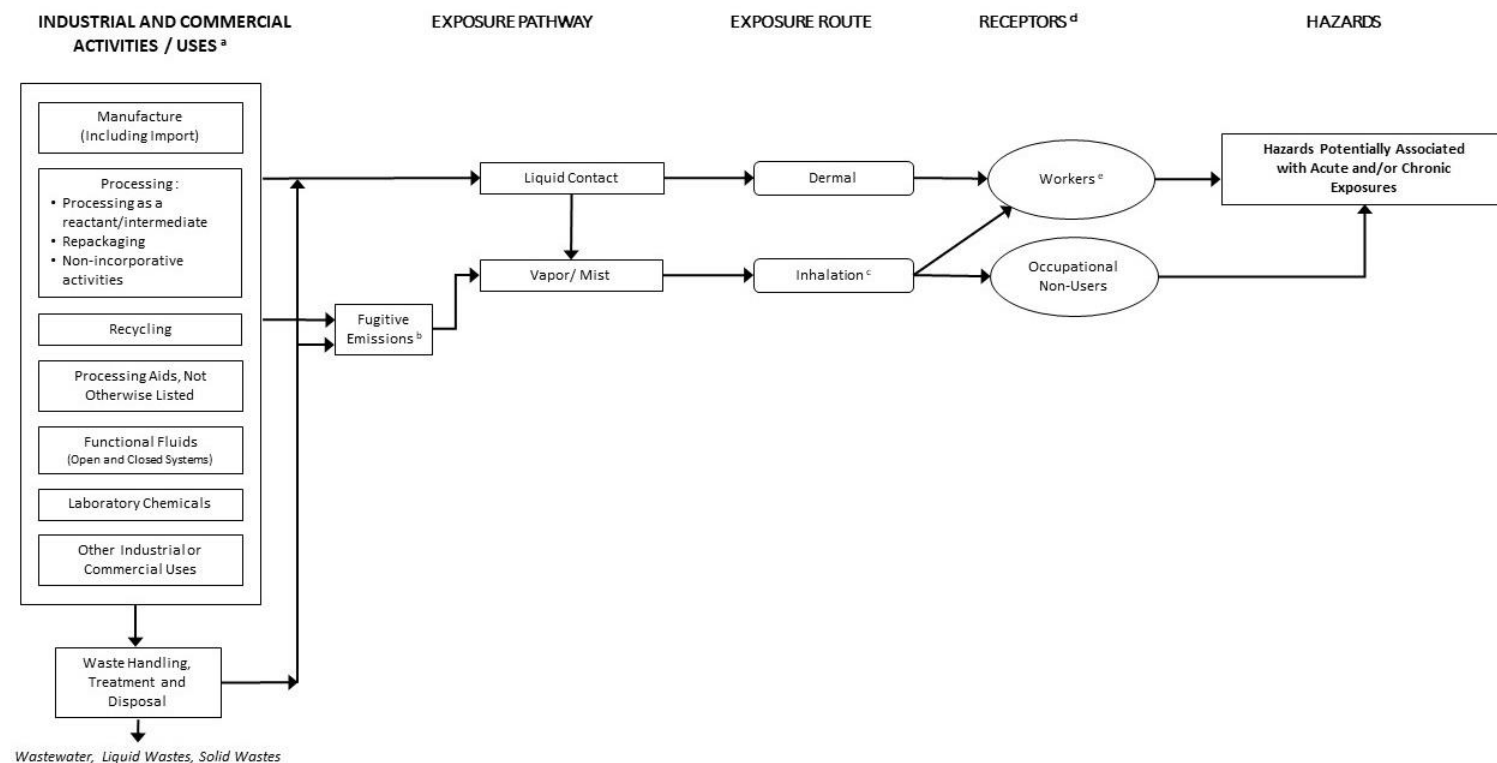 INDUSTRIAL AND COMMERCIAL
ACTIVITIES / USES a
EXPOSURE PATHWAY
EXPOSURE ROUTE
RECEPTORS d
HAZARDS
Manufacture
(Including Import)
Processing :
• Processing as a
reactant/intermediate
• Repackaging
• Non-incorporative
activities
Recycling
Processing Aids, Not
Otherwise Listed
Functional Fluids
(Open and Closed Systems)
Laboratory Chemicals
Other Industrial or
Commercial Uses
Waste Handling,
Treatment and
Disposal
Wastewater, Liquid Wastes, Solid Wastes
Liquid Contact
Vapor/ Mist
Fugitive
Emissions b
Dermal
Inhalation c
Workers e
Occupational
Non-Users
Hazards Potentially Associated
with Acute and/or Chronic
Exposures